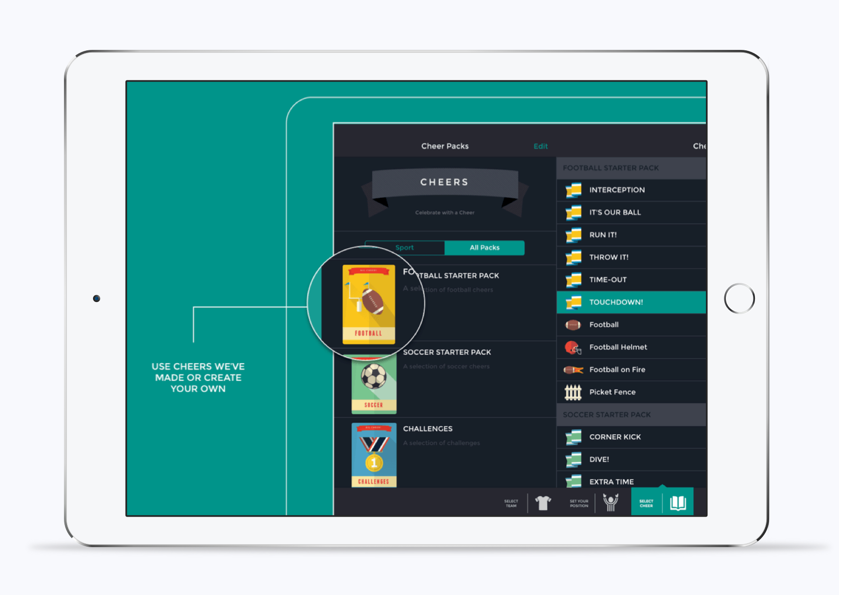 Cheer Packs
Edit
Che
CHEERS
Celebrate with a Cheer
Sport
All Packs
FOOTBALL STARTER PACK
A selection of football cheers
FOOTBALL
SOCCER STARTER PACK
A selection of soccer cheers
SOCCER
CHALLENGES
A selection of challenges
CHALLENGES
USE CHEERS WE'VE
MADE OR CREATE
YOUR OWN
FOOTBALL STARTER PACK
INTERCEPTION
IT'S OUR BALL
RUN IT!
THROW IT!
TIME-OUT
TOUCHDOWN!
Football
Football Helmet
Football on Fire
Picket Fence
SOCCER STARTER PACK
CORNER KICK
DIVE!
EXTRA TIME
SELECT
TEAM
SET YOUR
POSITION
SELECT
CHEER